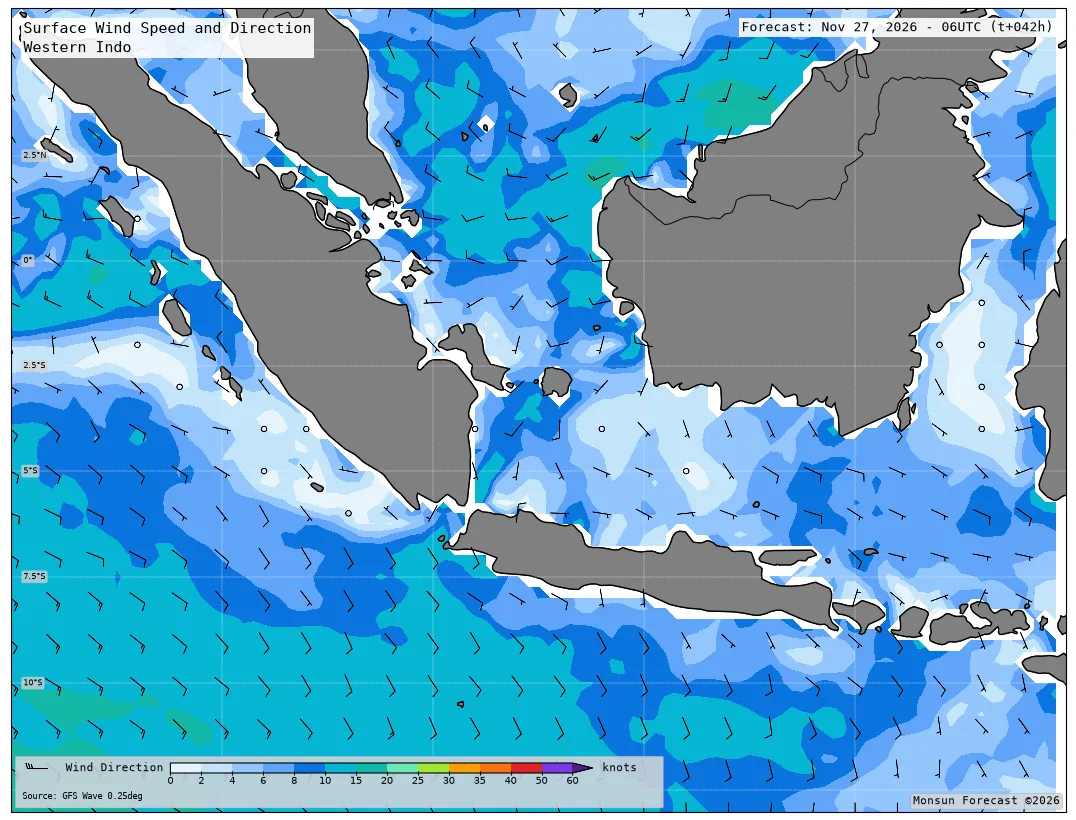 Surface Wind Speed and Direction
Western Indo
Forecast: Nov 27, 2026 - 06UTC (t+042h)
2.5°N
0°
2.5°S
5°S
7.5°S
10°S
Wind Direction
0 2 4 6 8 10 15 20 25 30 35 40 50 60
knots
Source: GFS Wave 0.25deg
Monsun Forecast ©2026